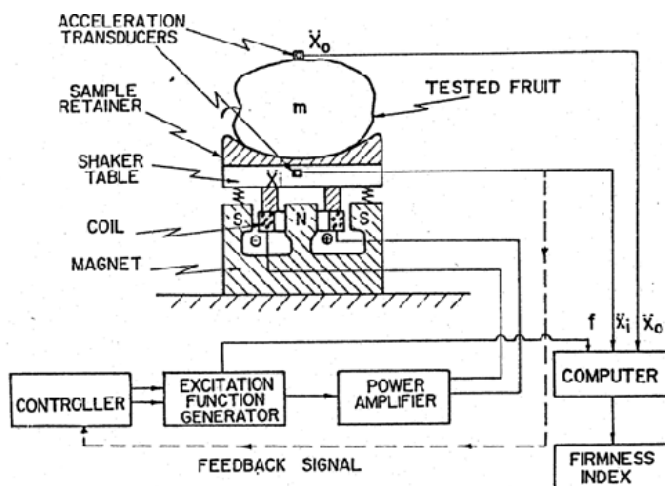 ACCELERATION
TRANSDUCERS
Ẍo
SAMPLE
RETAINER
m
TESTED FRUIT
SHAKER
TABLE
Ẍi
COIL
S
N
S
MAGNET
f
ẍi
ẍo
CONTROLLER
EXCITATION
FUNCTION
GENERATOR
POWER
AMPLIFIER
COMPUTER
FEEDBACK SIGNAL
FIRMNESS
INDEX